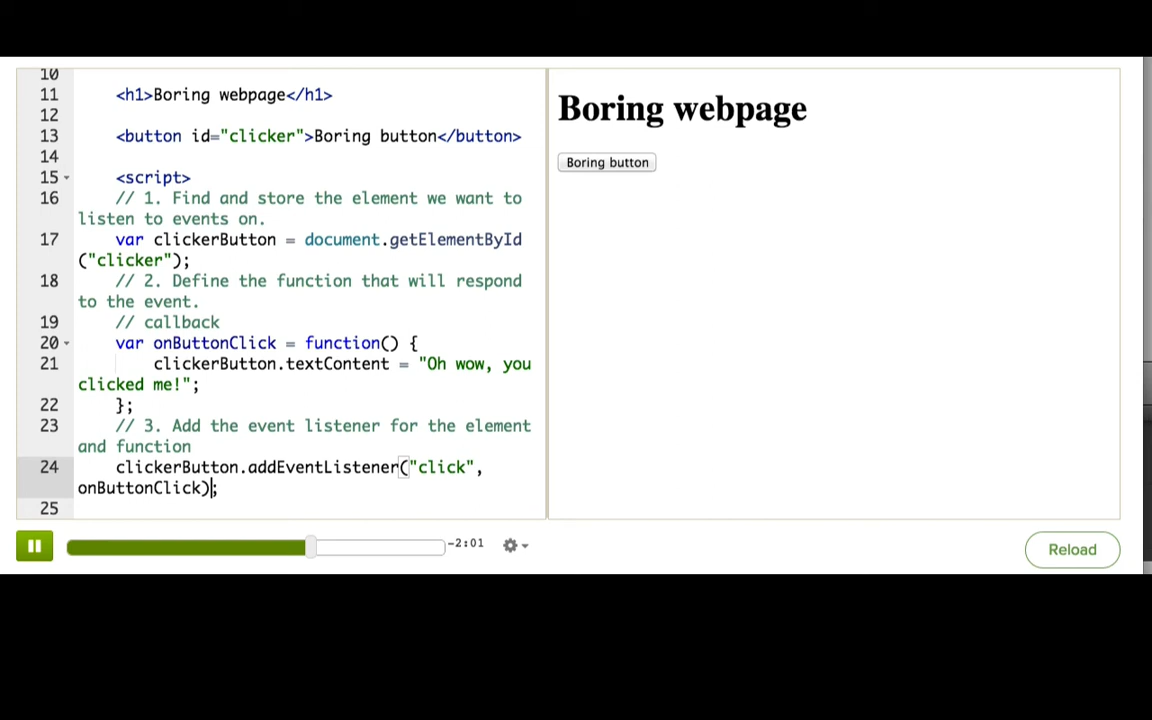 10
11 <h1>Boring webpage</h1>
12
13 <button id="clicker">Boring button</button>
14
15 <script>
16 // 1. Find and store the element we want to
listen to events on.
17 var clickerButton = document.getElementById
("clicker");
18 // 2. Define the function that will respond
to the event.
19 // callback
20 var onButtonClick = function() {
21 clickerButton.textContent = "Oh wow, you
clicked me!";
22 };
23 // 3. Add the event listener for the element
and function
24 clickerButton.addEventListener("click",
onButtonClick);
25
Boring webpage
Boring button
-2:01
Reload